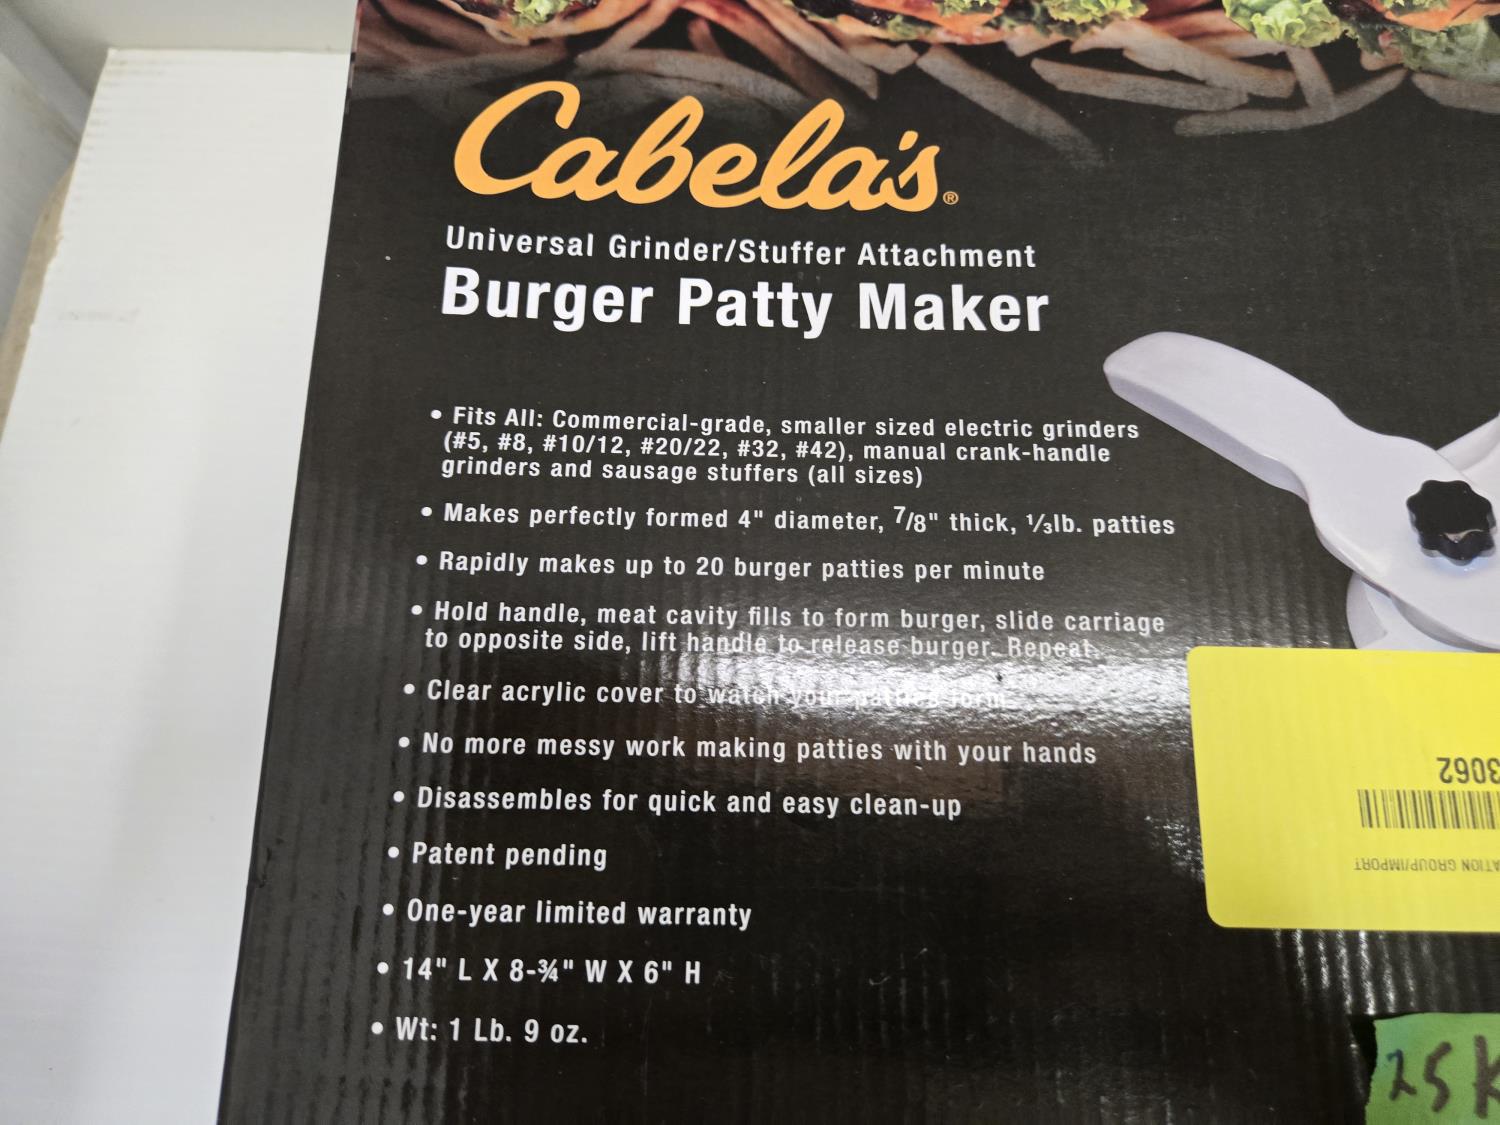 Cabela's®
Universal Grinder/Stuffer Attachment
Burger Patty Maker
• Fits All: Commercial-grade, smaller sized electric grinders
(#5, #8, #10/12, #20/22, #32, #42), manual crank-handle
grinders and sausage stuffers (all sizes)
• Makes perfectly formed 4" diameter, 7/8" thick, ⅓lb. patties
• Rapidly makes up to 20 burger patties per minute
• Hold handle, meat cavity fills to form burger, slide carriage
to opposite side, lift handle to release burger. Repeat.
• Clear acrylic cover to watch your patties form
• No more messy work making patties with your hands
• Disassembles for quick and easy clean-up
• Patent pending
• One-year limited warranty
• 14" L X 8-¾" W X 6" H
• Wt: 1 Lb. 9 oz.
3062
ATION GROUP/IMPORT
25K